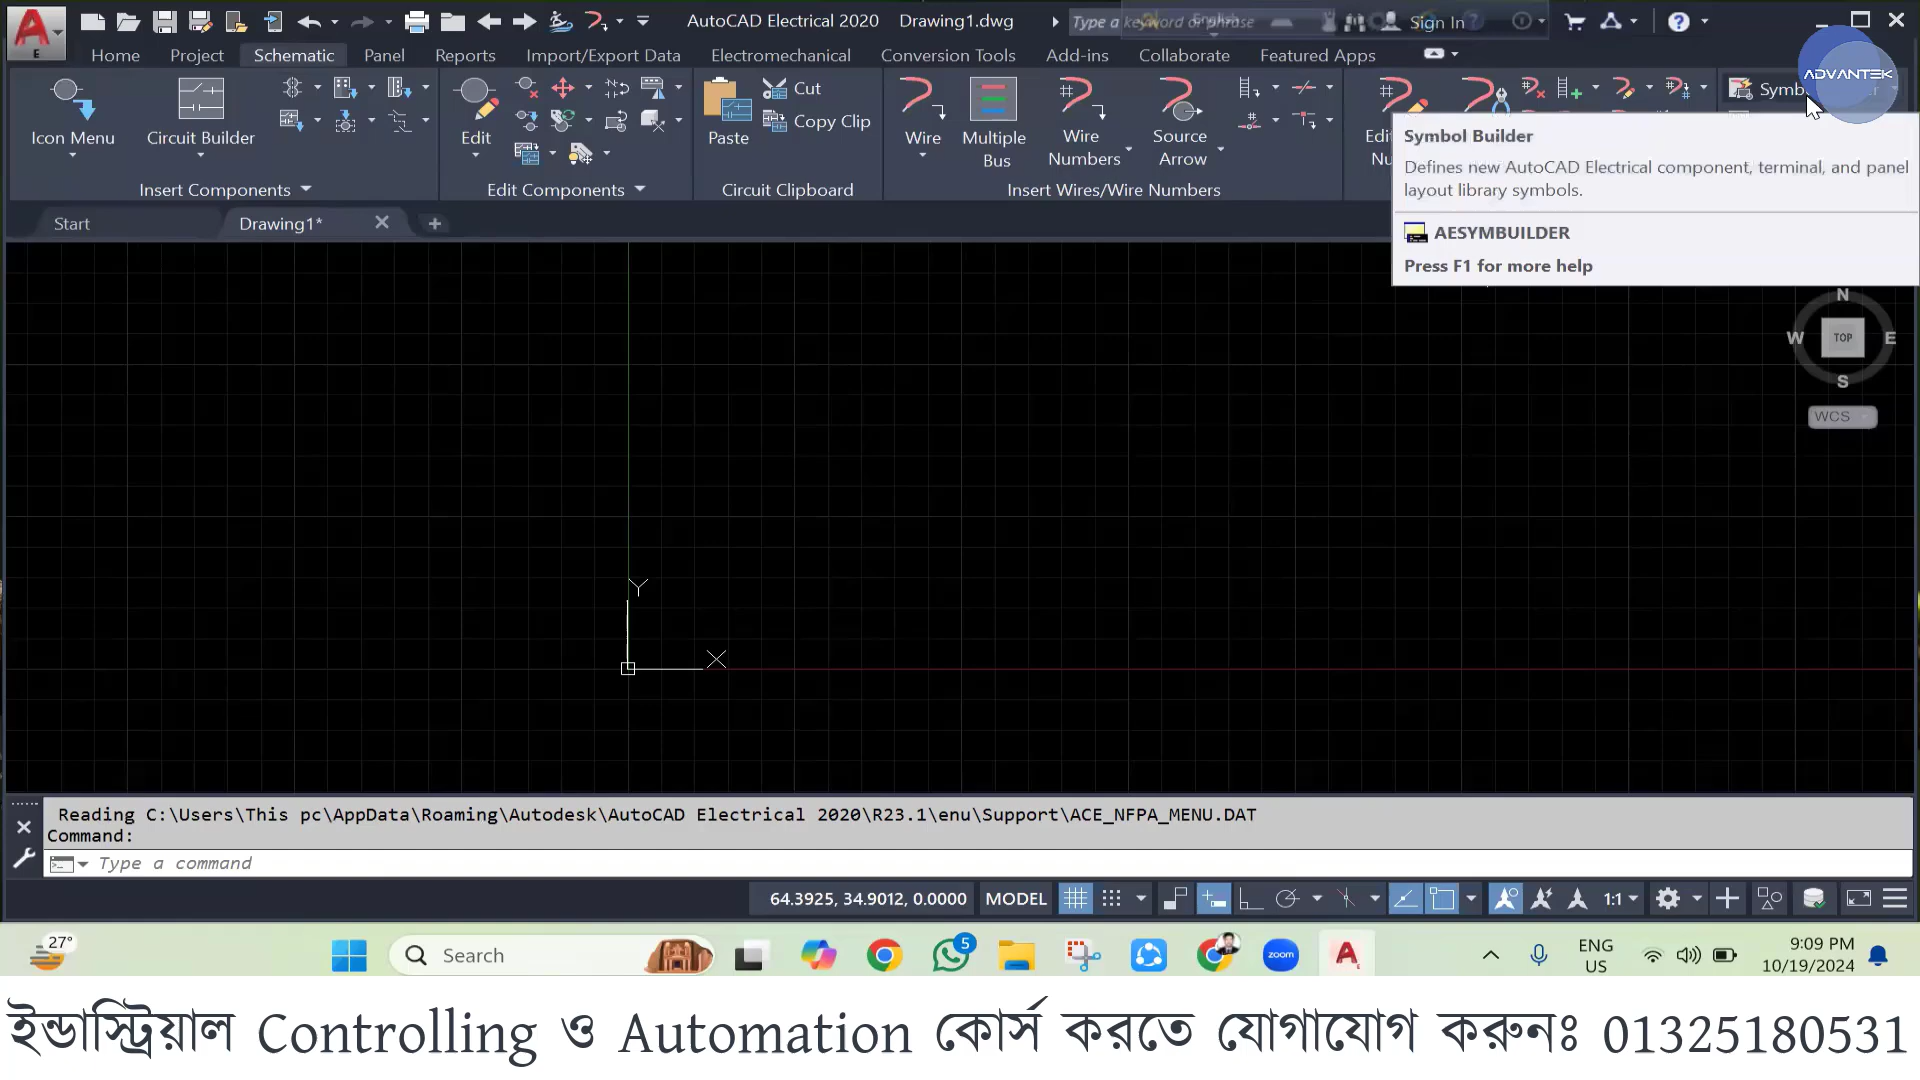 AutoCAD Electrical 2020 Drawing1.dwg
Type a keyword or phrase
Sign In
Home Project Schematic Panel Reports Import/Export Data Electromechanical Conversion Tools Add-ins Collaborate Featured Apps
ADVANTEK
Icon Menu
Circuit Builder
Edit
Paste
Cut
Copy Clip
Wire
Multiple Bus
Wire Numbers
Source Arrow
Insert Components
Edit Components
Circuit Clipboard
Insert Wires/Wire Numbers
Symbol Builder
Defines new AutoCAD Electrical component, terminal, and panel
layout library symbols.
AESYMBUILDER
Press F1 for more help
Start
Drawing1*
N
W TOP E
S
WCS
Y
X
Reading C:\Users\This pc\AppData\Roaming\Autodesk\AutoCAD Electrical 2020\R23.1\enu\Support\ACE_NFPA_MENU.DAT
Command:
Type a command
64.3925, 34.9012, 0.0000 MODEL 1:1
27°
Search
5
zoom
ENG
US
9:09 PM
10/19/2024
ইন্ডাস্ট্রিয়াল Controlling ও Automation কোর্স করতে যোগাযোগ করুনঃ 01325180531